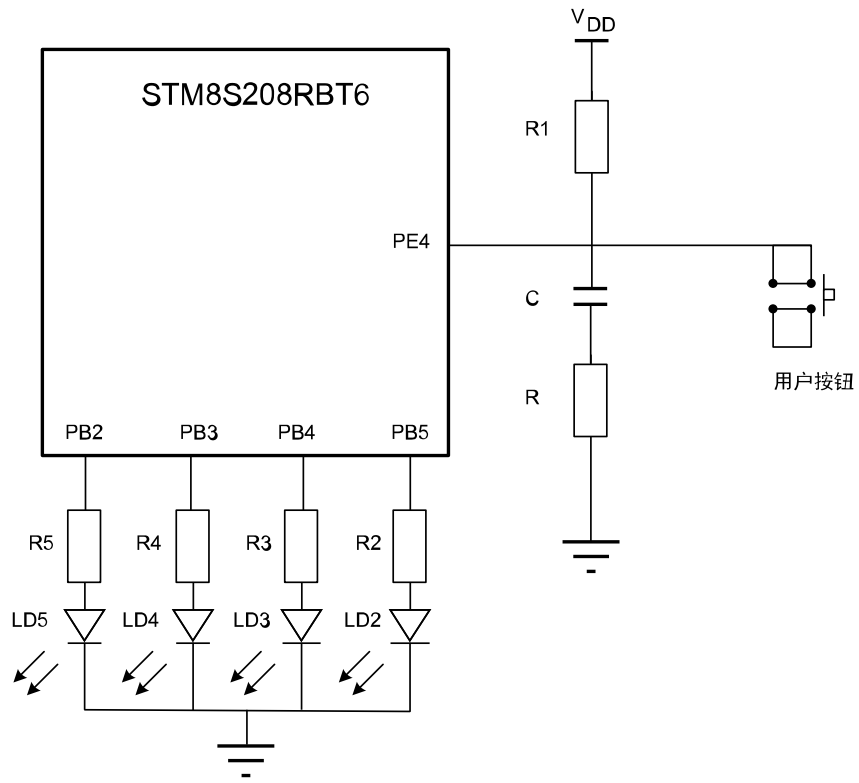 V DD
STM8S208RBT6
R1
PE4
C
用户按钮
R
PB2 PB3 PB4 PB5
R5 R4 R3 R2
LD5 LD4 LD3 LD2